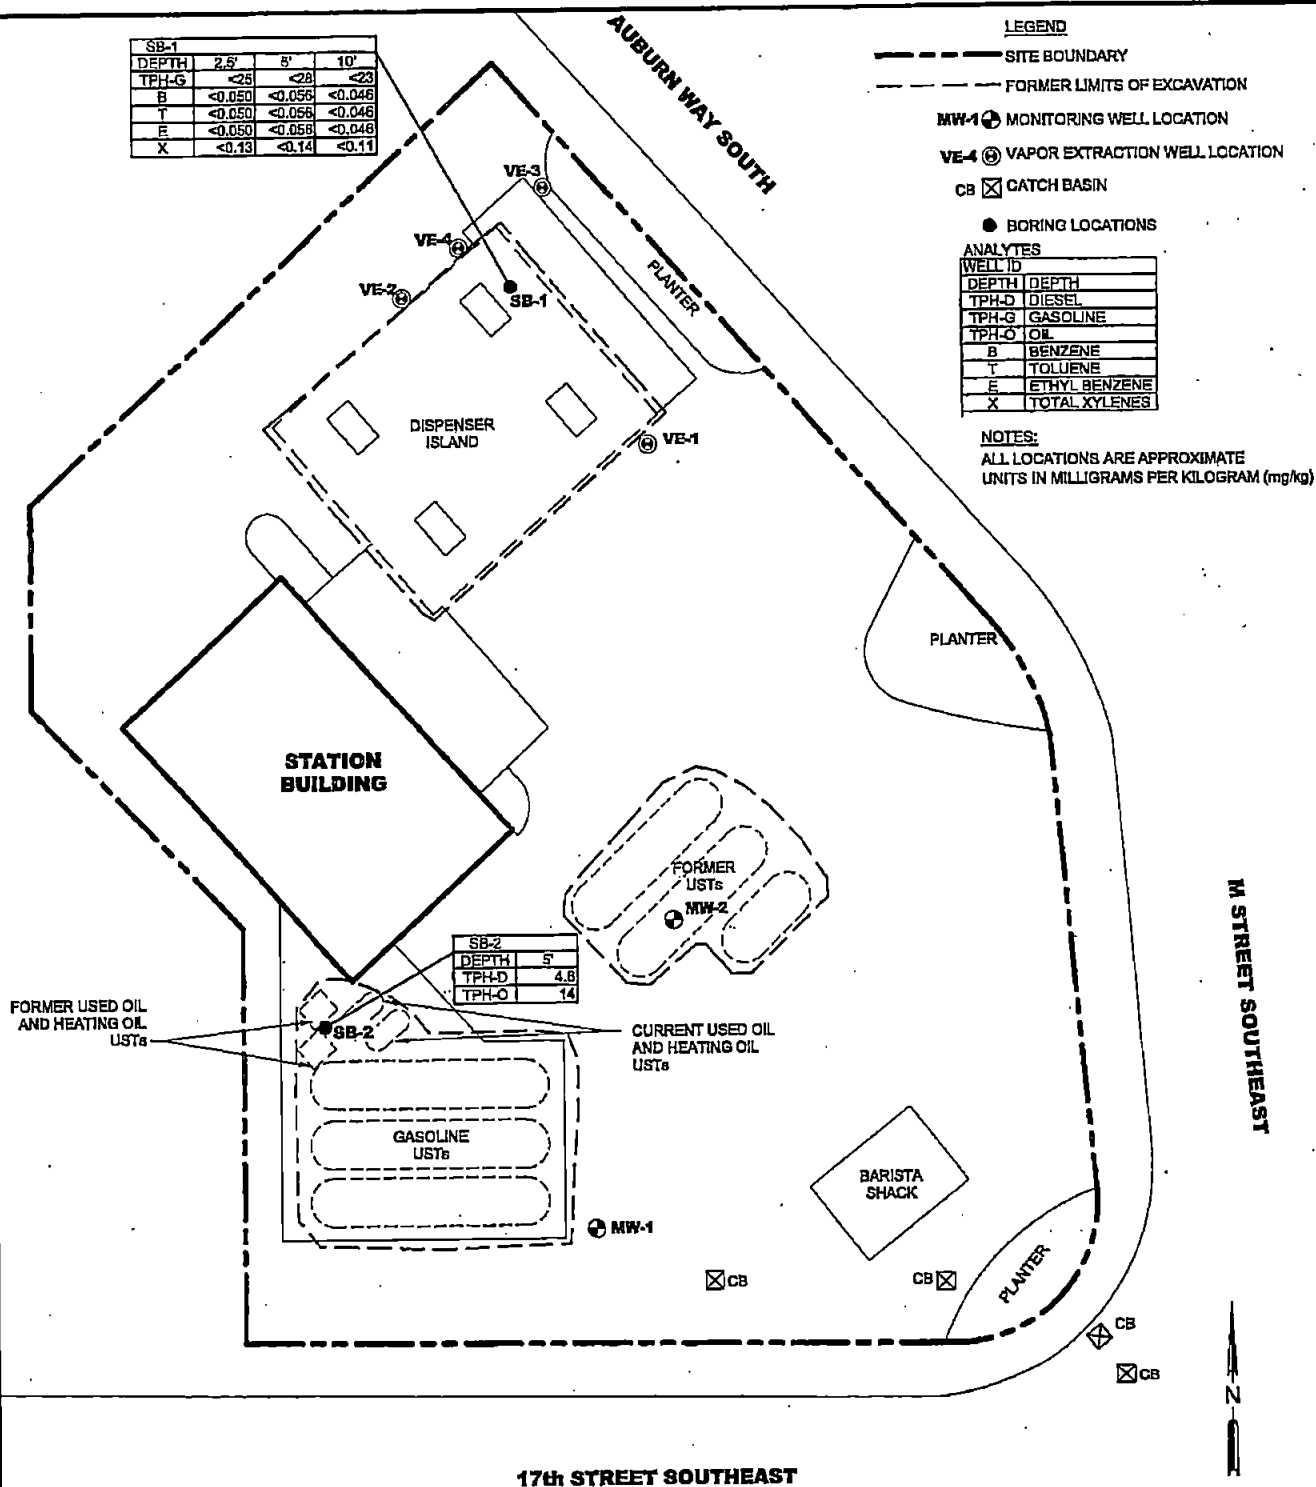 SB-1
DEPTH 2.5' 5' 10'
TPH-G <25 <28 <23
B <0.050 <0.056 <0.046
T <0.050 <0.056 <0.046
E <0.050 <0.056 <0.046
X <0.13 <0.14 <0.11
AUBURN WAY SOUTH
LEGEND
SITE BOUNDARY
FORMER LIMITS OF EXCAVATION
MW-1 MONITORING WELL LOCATION
VE-4 VAPOR EXTRACTION WELL LOCATION
CB CATCH BASIN
BORING LOCATIONS
ANALYTES
WELL ID
DEPTH DEPTH
TPH-D DIESEL
TPH-G GASOLINE
TPH-O OIL
B BENZENE
T TOLUENE
E ETHYL BENZENE
X TOTAL XYLENES
NOTES:
ALL LOCATIONS ARE APPROXIMATE
UNITS IN MILLIGRAMS PER KILOGRAM (mg/kg)
VE-3
VE-4
VE-2
SB-1
PLANTER
DISPENSER
ISLAND
VE-1
PLANTER
STATION
BUILDING
FORMER
USTs
MW-2
SB-2
DEPTH 5'
TPH-D 4.8
TPH-O 14
FORMER USED OIL
AND HEATING OIL
USTs
SB-2
CURRENT USED OIL
AND HEATING OIL
USTs
M STREET SOUTHEAST
GASOLINE
USTs
BARISTA
SHACK
MW-1
PLANTER
CB
CB
CB
CB
N
17th STREET SOUTHEAST